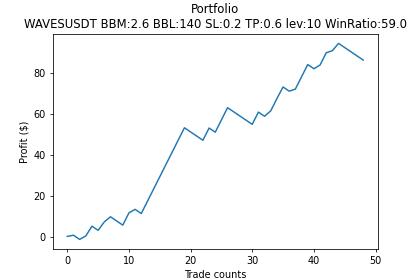 Portfolio
WAVESUSDT BBM:2.6 BBL:140 SL:0.2 TP:0.6 lev:10 WinRatio:59.0
80
60
40
20
0
Profit ($)
0 10 20 30 40 50
Trade counts